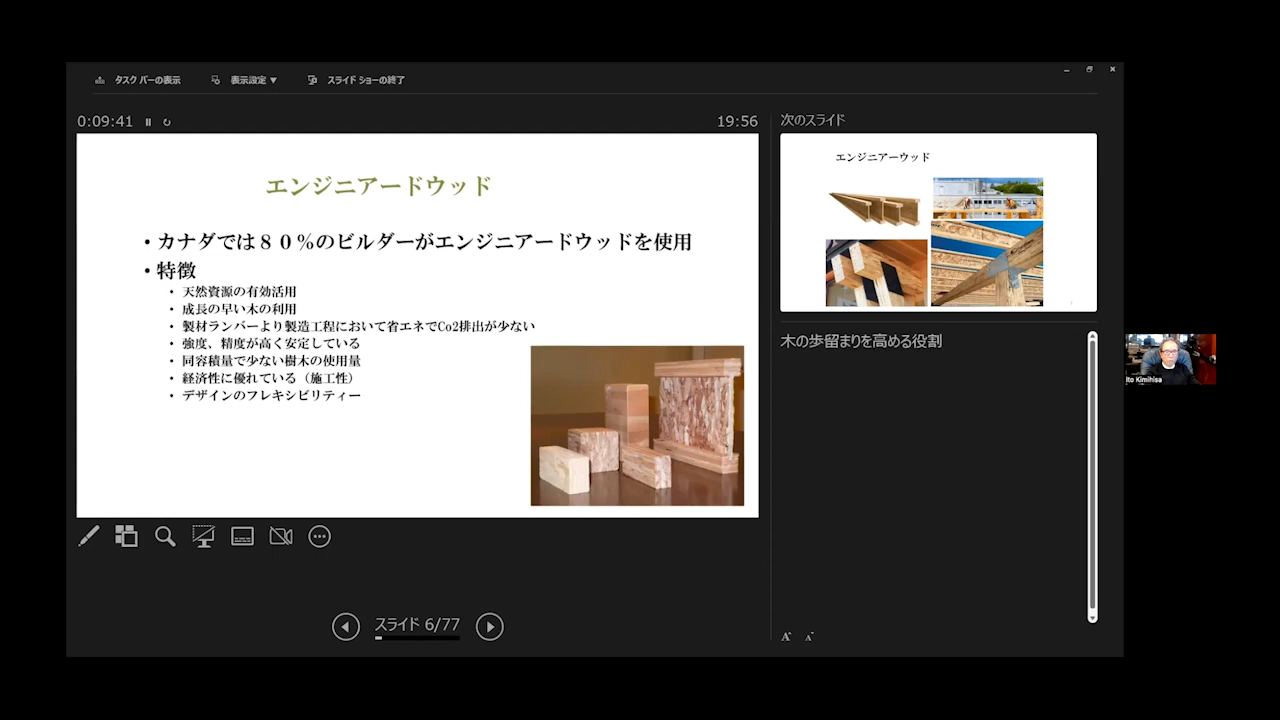 タスク バーの表示
表示設定 ▼
スライド ショーの終了
0:09:41
19:56
エンジニアードウッド
・カナダでは８０%のビルダーがエンジニアードウッドを使用
・特徴
・ 天然資源の有効活用
・ 成長の早い木の利用
・ 製材ランバーより製造工程において省エネでCo2排出が少ない
・ 強度、精度が高く安定している
・ 同容積量で少ない樹木の使用量
・ 経済性に優れている（施工性）
・ デザインのフレキシビリティー
スライド 6/77
次のスライド
エンジニアーウッド
木の歩留まりを高める役割
A A
Ito Kimihisa